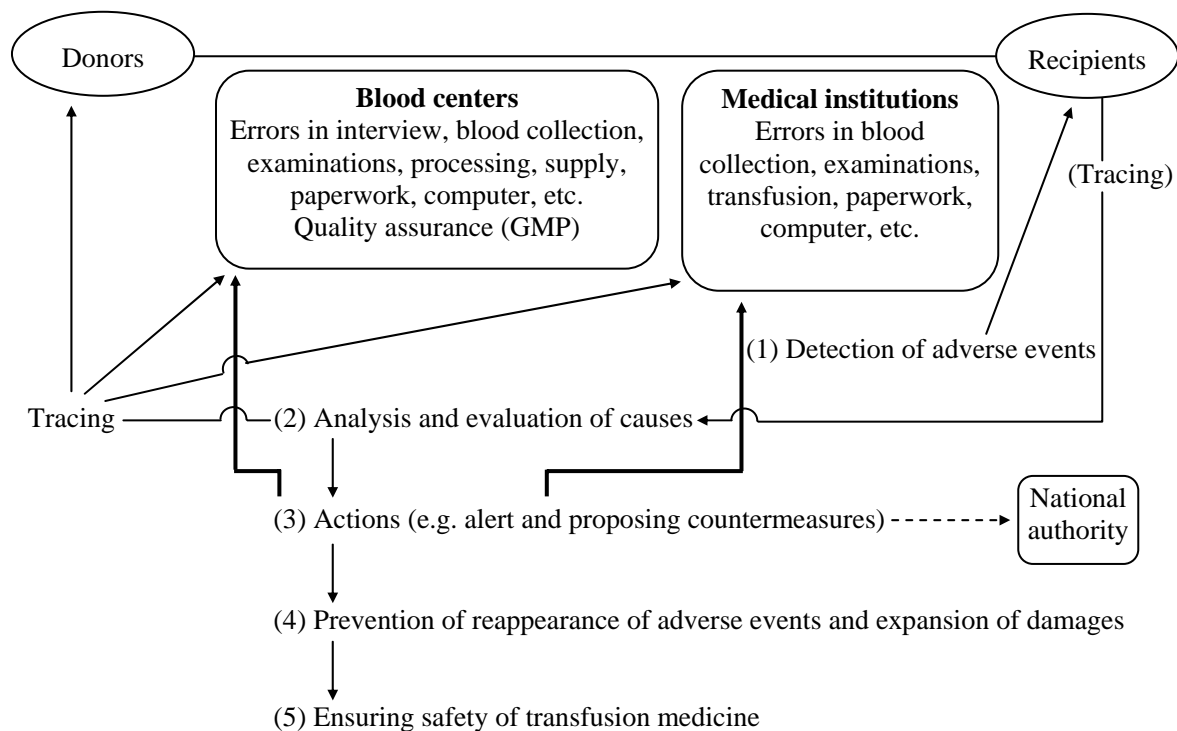 Donors
Recipients
Blood centers
Errors in interview, blood collection,
examinations, processing, supply,
paperwork, computer, etc.
Quality assurance (GMP)
Medical institutions
Errors in blood
collection, examinations,
transfusion, paperwork,
computer, etc.
(Tracing)
(1) Detection of adverse events
Tracing
(2) Analysis and evaluation of causes
(3) Actions (e.g. alert and proposing countermeasures)
National
authority
(4) Prevention of reappearance of adverse events and expansion of damages
(5) Ensuring safety of transfusion medicine